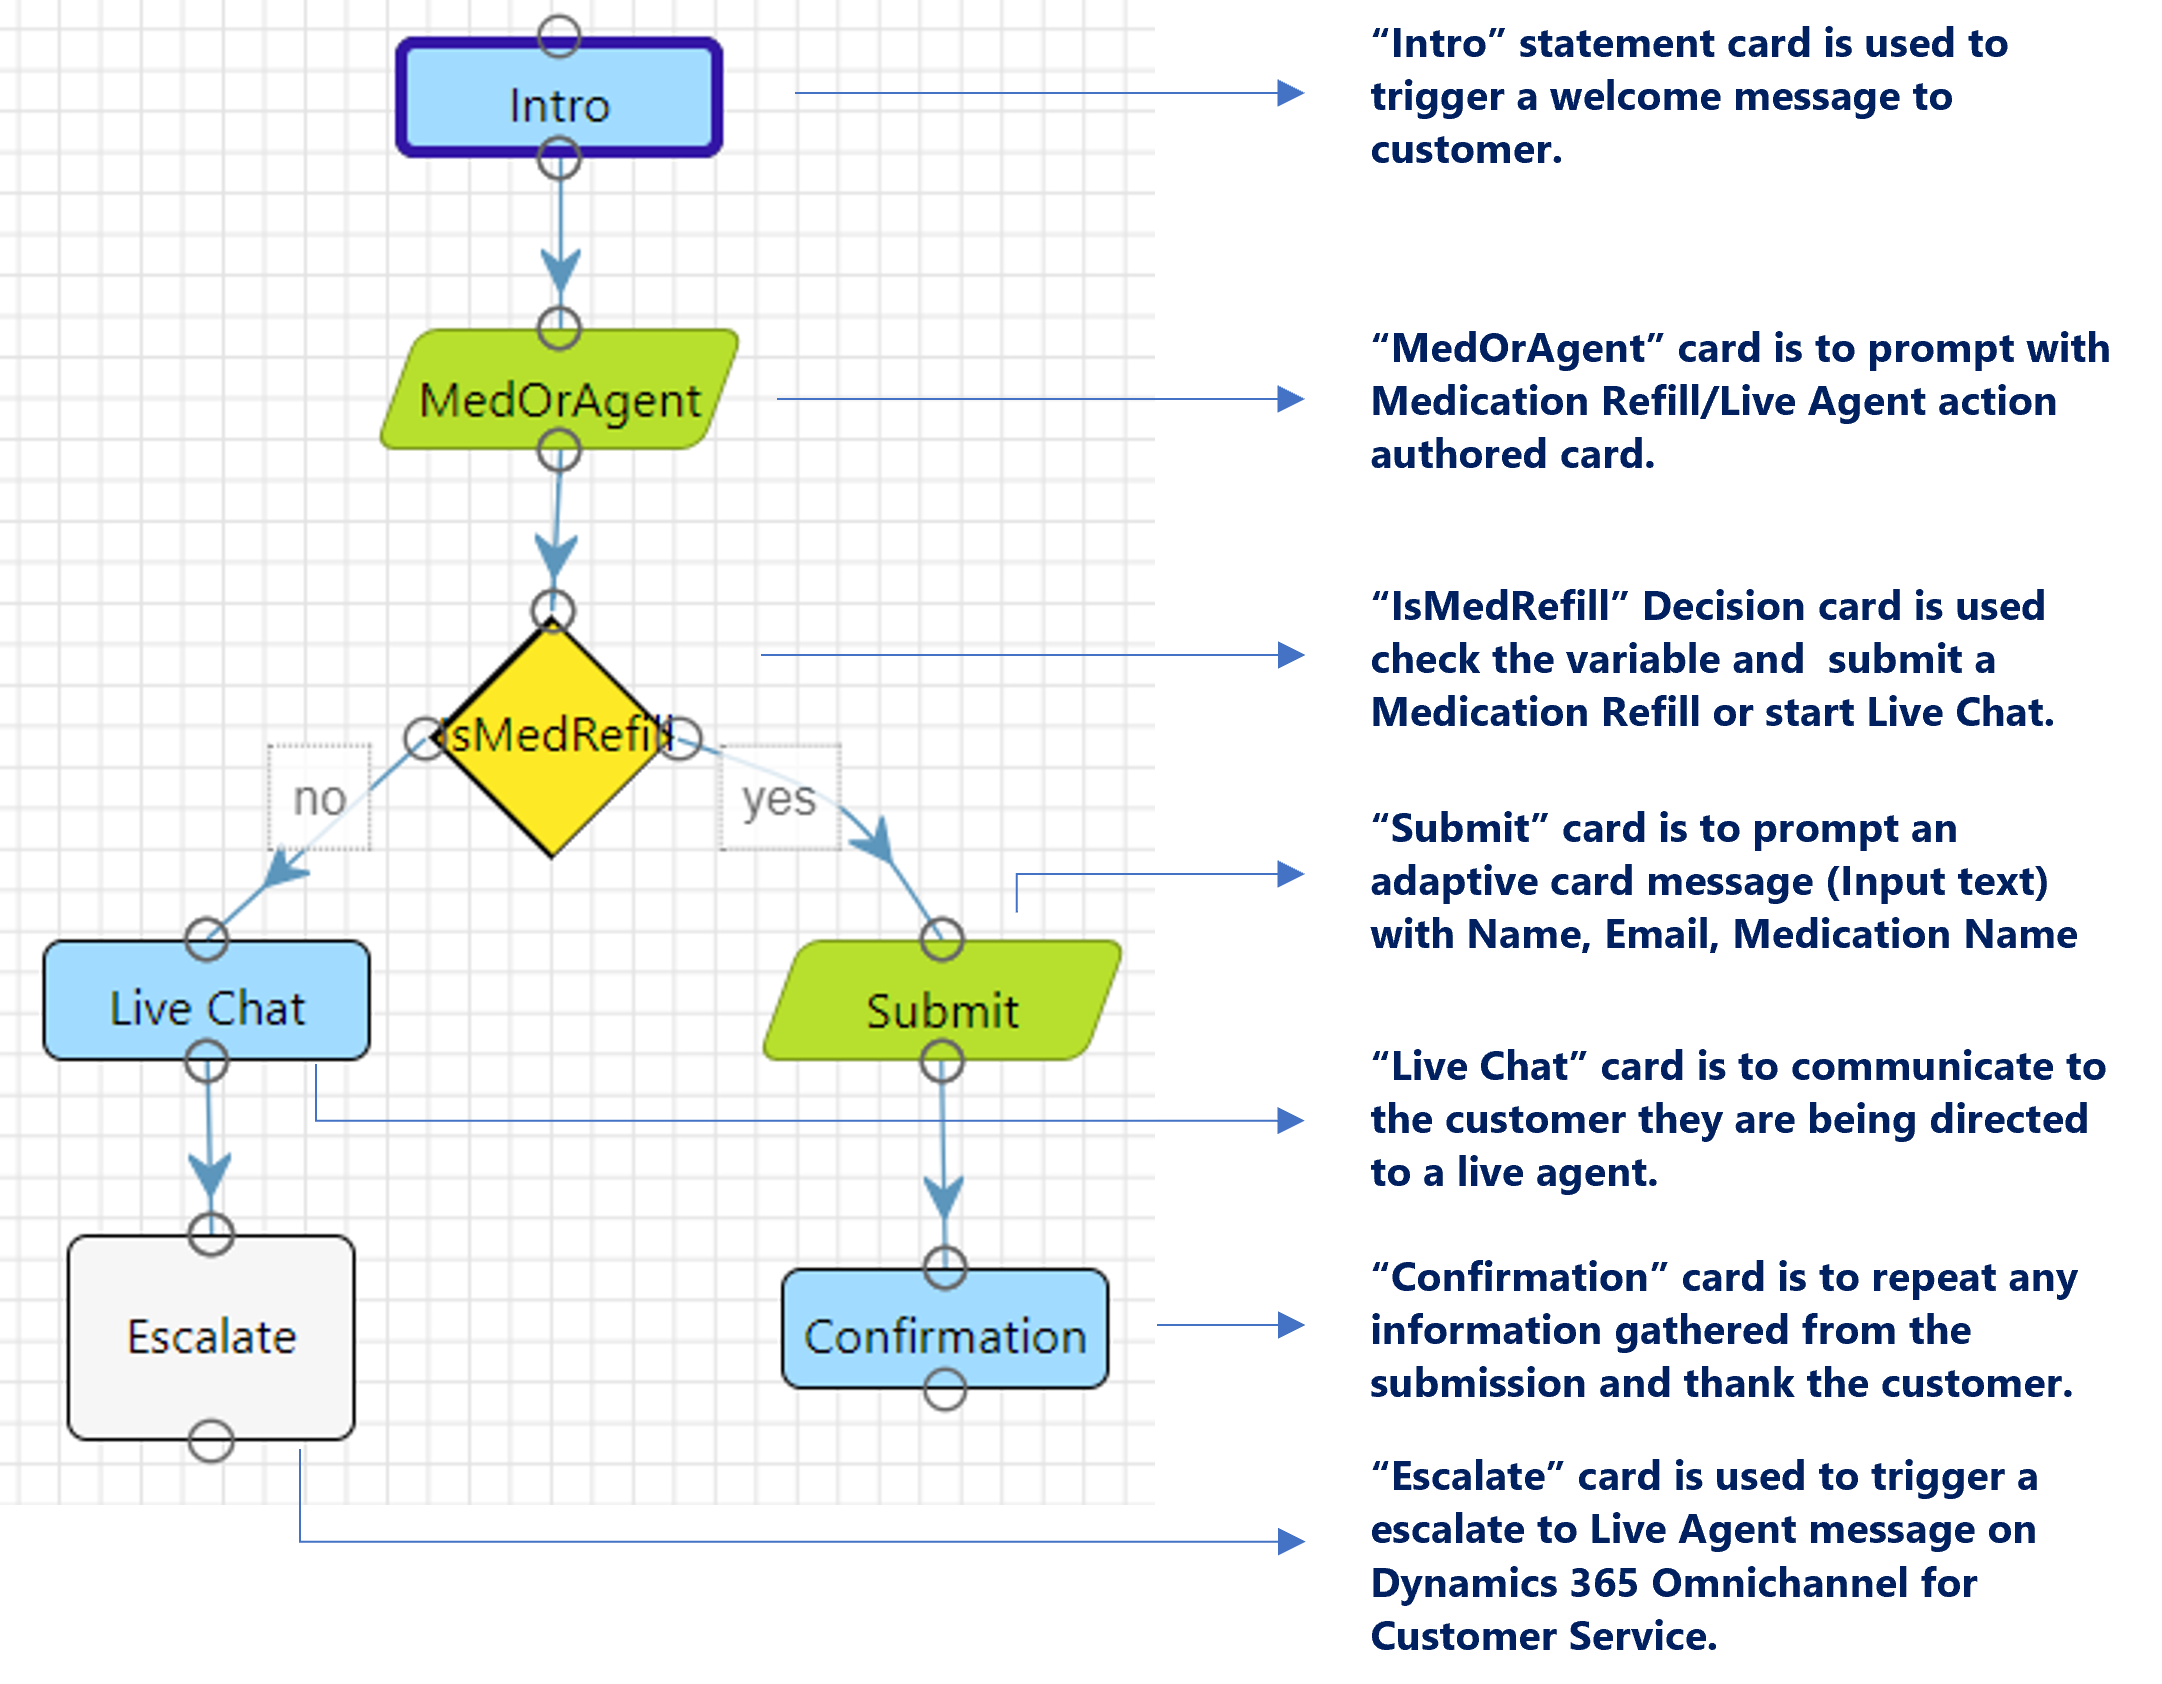 Intro
“Intro” statement card is used to
trigger a welcome message to
customer.
MedOrAgent
“MedOrAgent” card is to prompt with
Medication Refill/Live Agent action
authored card.
IsMedRefill
“IsMedRefill” Decision card is used
check the variable and  submit a
Medication Refill or start Live Chat.
no
yes
“Submit” card is to prompt an
adaptive card message (Input text)
with Name, Email, Medication Name
Live Chat
Submit
“Live Chat” card is to communicate to
the customer they are being directed
to a live agent.
Escalate
Confirmation
“Confirmation” card is to repeat any
information gathered from the
submission and thank the customer.
“Escalate” card is used to trigger a
escalate to Live Agent message on
Dynamics 365 Omnichannel for
Customer Service.